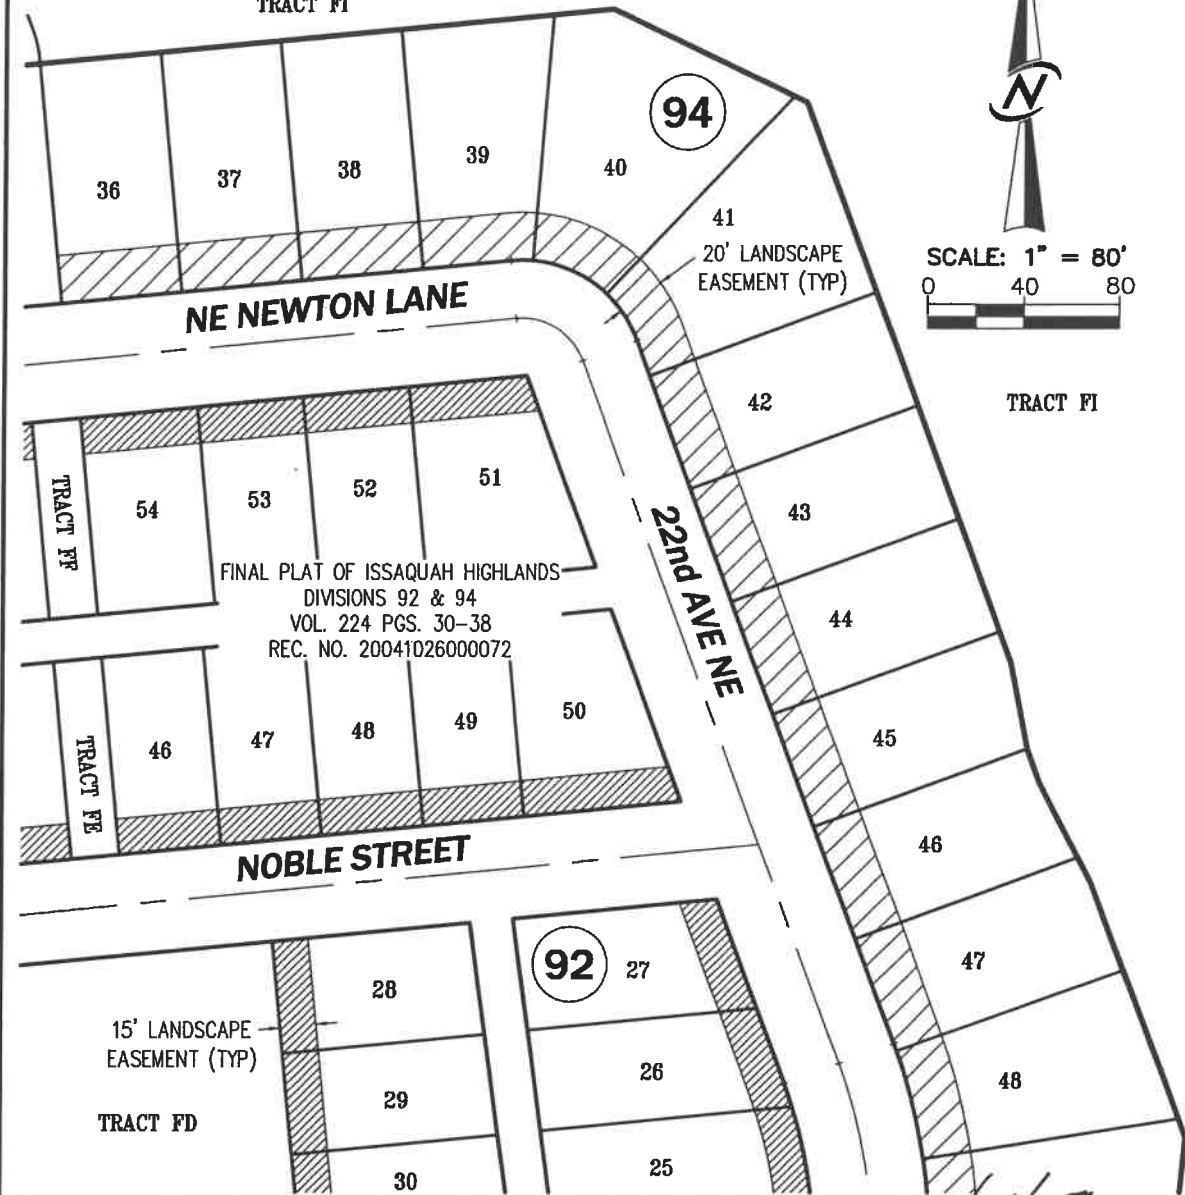 TRACT FI
94
N
36
37
38
39
40
41
20' LANDSCAPE
EASEMENT (TYP)
SCALE: 1" = 80'
0 40 80
NE NEWTON LANE
42
TRACT FI
TRACT FF
54
53
52
51
43
22nd AVE NE
FINAL PLAT OF ISSAQUAH HIGHLANDS
DIVISIONS 92 & 94
VOL. 224 PGS. 30-38
REC. NO. 20041026000072
44
TRACT FE
46
47
48
49
50
45
NOBLE STREET
46
92
27
47
28
15' LANDSCAPE
EASEMENT (TYP)
26
48
29
TRACT FD
25
30